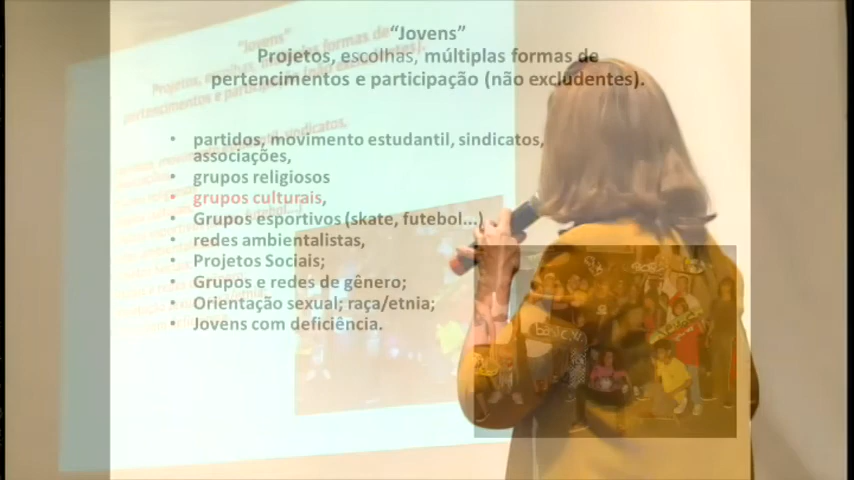 “Jovens”
Projetos, escolhas, múltiplas formas de
pertencimentos e participação (não excludentes).
• partidos, movimento estudantil, sindicatos,
associações,
• grupos religiosos
• grupos culturais,
• Grupos esportivos (skate, futebol...)
• redes ambientalistas,
• Projetos Sociais;
• Grupos e redes de gênero;
• Orientação sexual; raça/etnia;
• Jovens com deficiência.